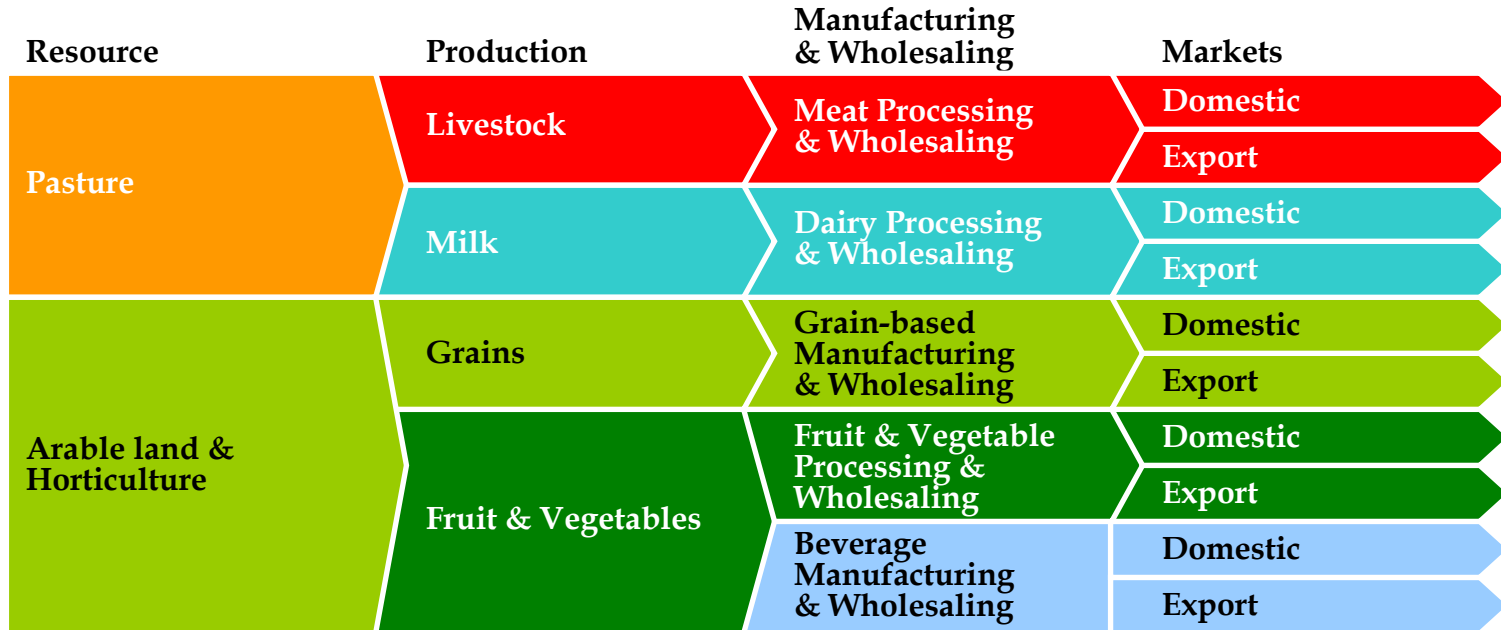 Resource
Production
Manufacturing
& Wholesaling
Markets
Pasture
Livestock
Meat Processing
& Wholesaling
Domestic
Export
Milk
Dairy Processing
& Wholesaling
Domestic
Export
Arable land &
Horticulture
Grains
Grain-based
Manufacturing
& Wholesaling
Domestic
Export
Fruit & Vegetables
Fruit & Vegetable
Processing &
Wholesaling
Domestic
Export
Beverage
Manufacturing
& Wholesaling
Domestic
Export